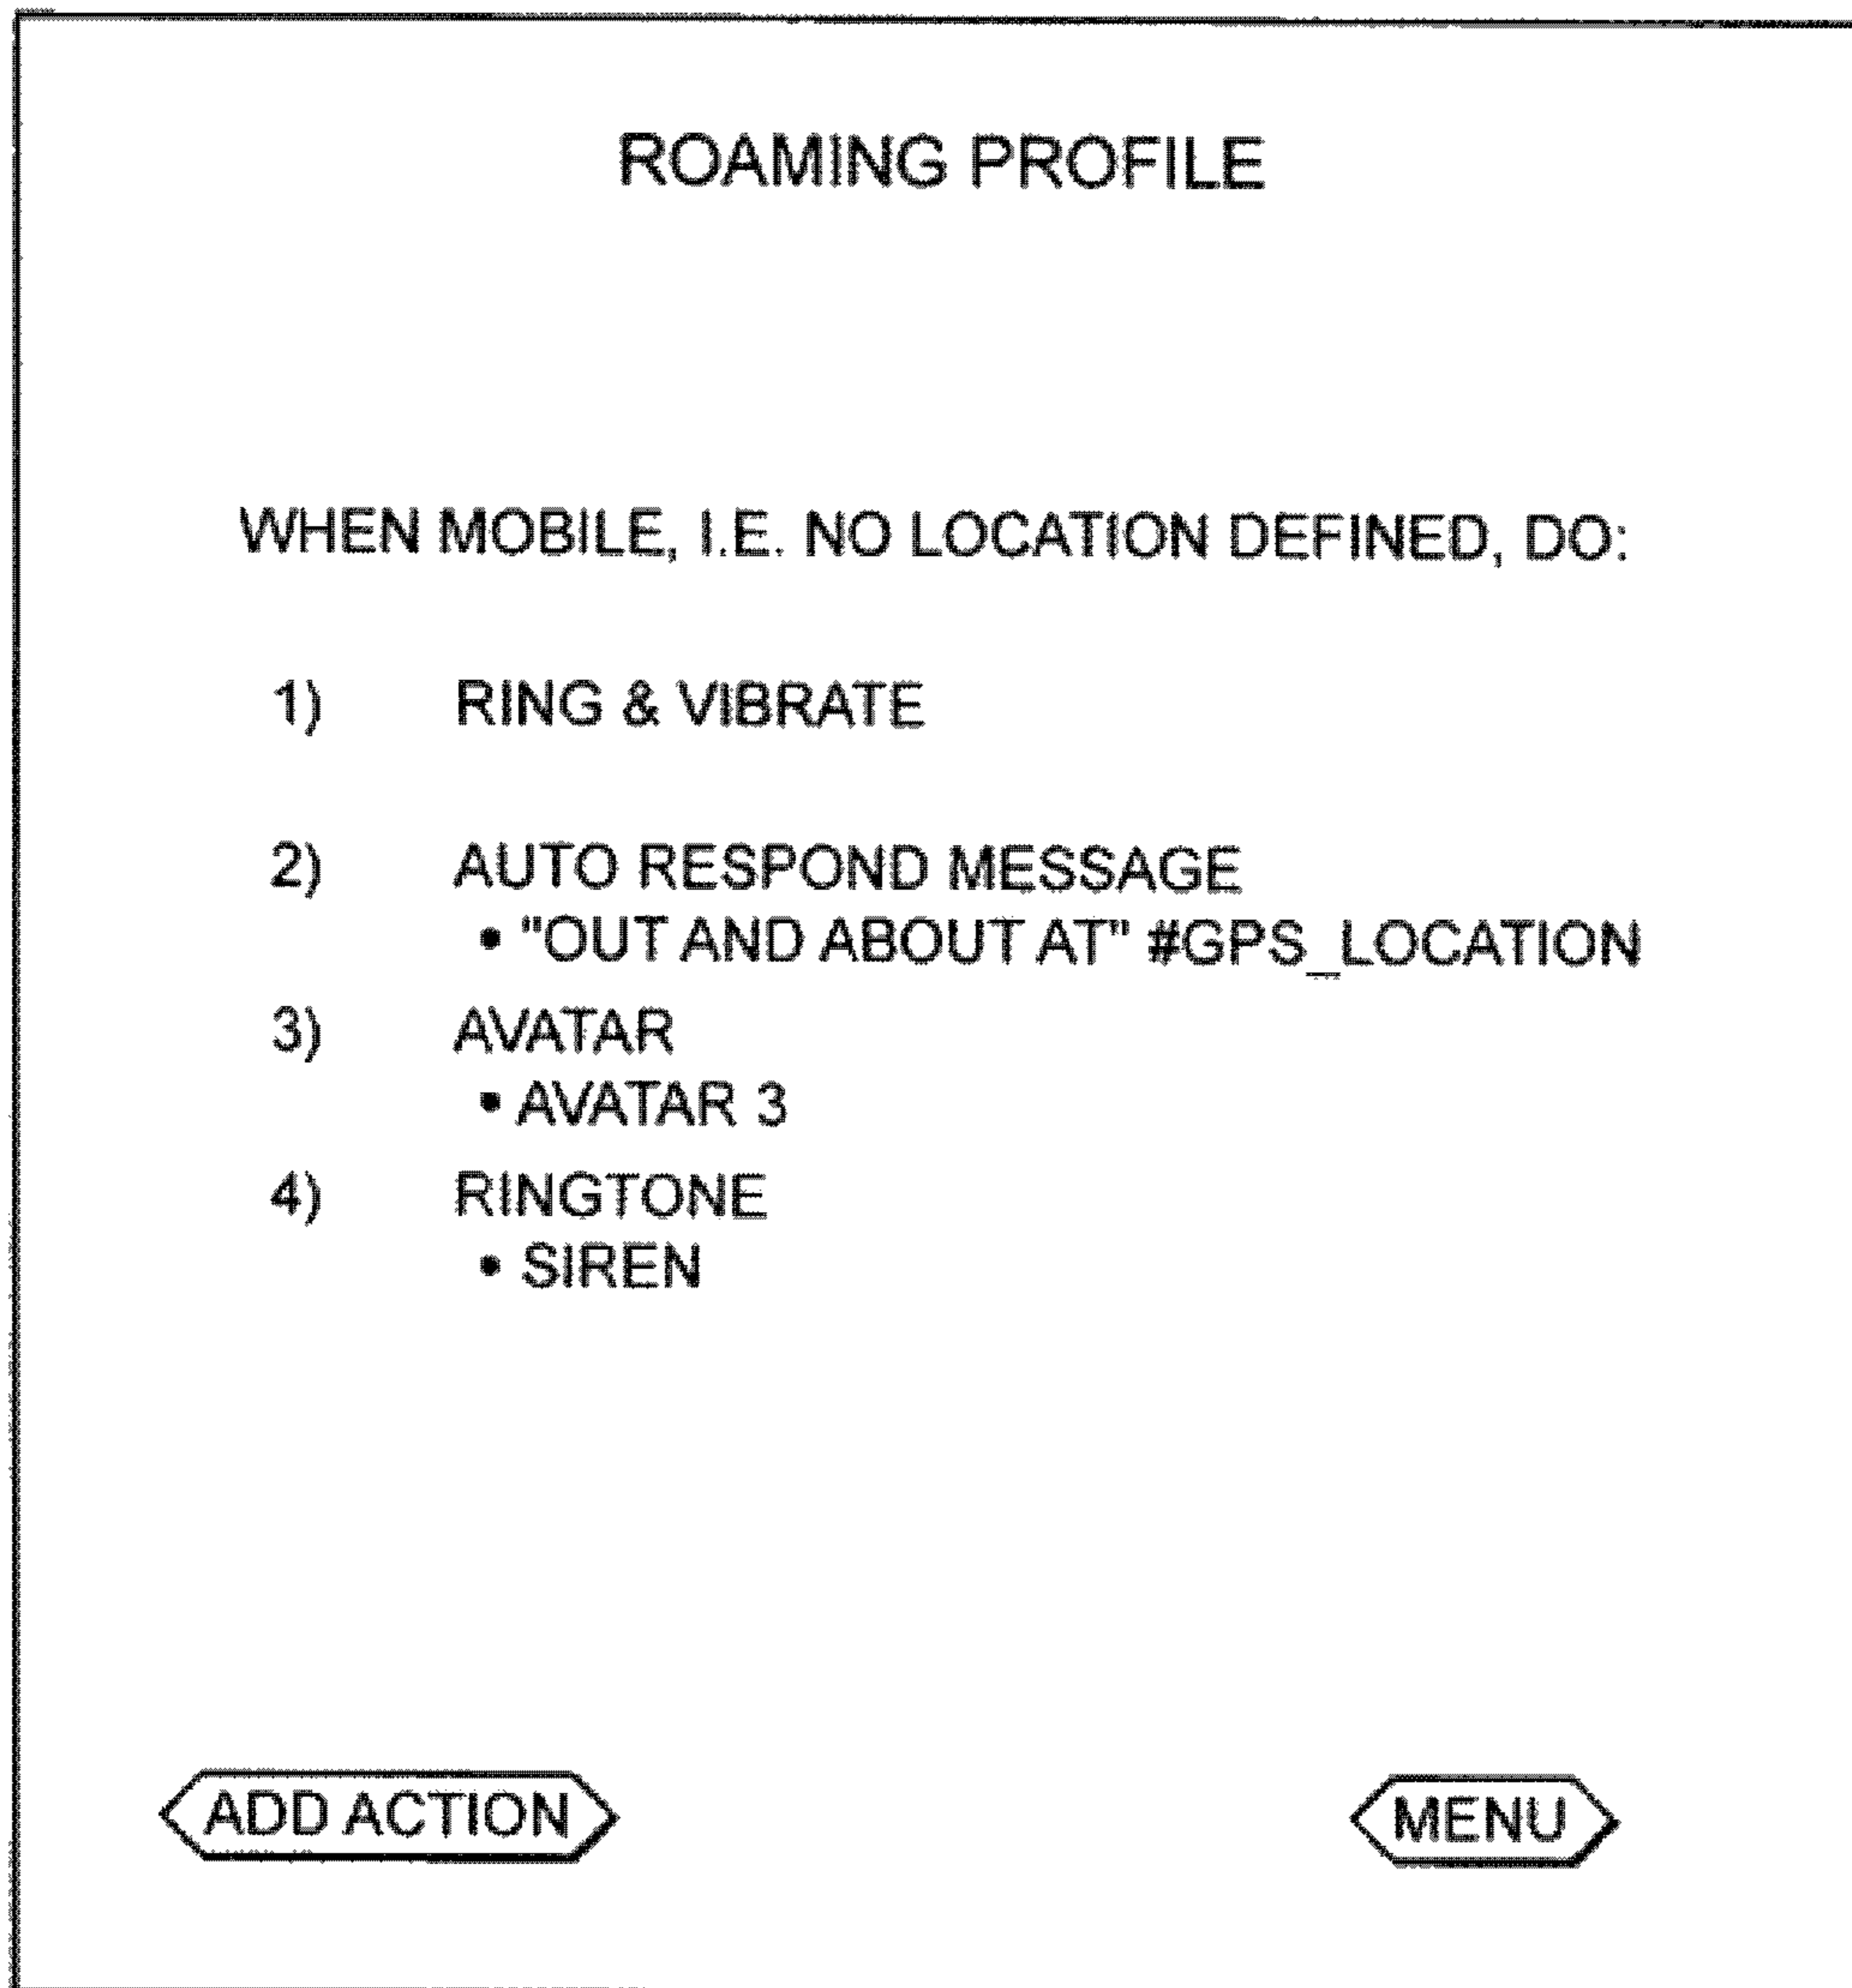 ROAMING PROFILE
WHEN MOBILE, I.E. NO LOCATION DEFINED, DO:
1) RING & VIBRATE
2) AUTO RESPOND MESSAGE
• "OUT AND ABOUT AT" #GPS_LOCATION
3) AVATAR
• AVATAR 3
4) RINGTONE
• SIREN
ADD ACTION MENU